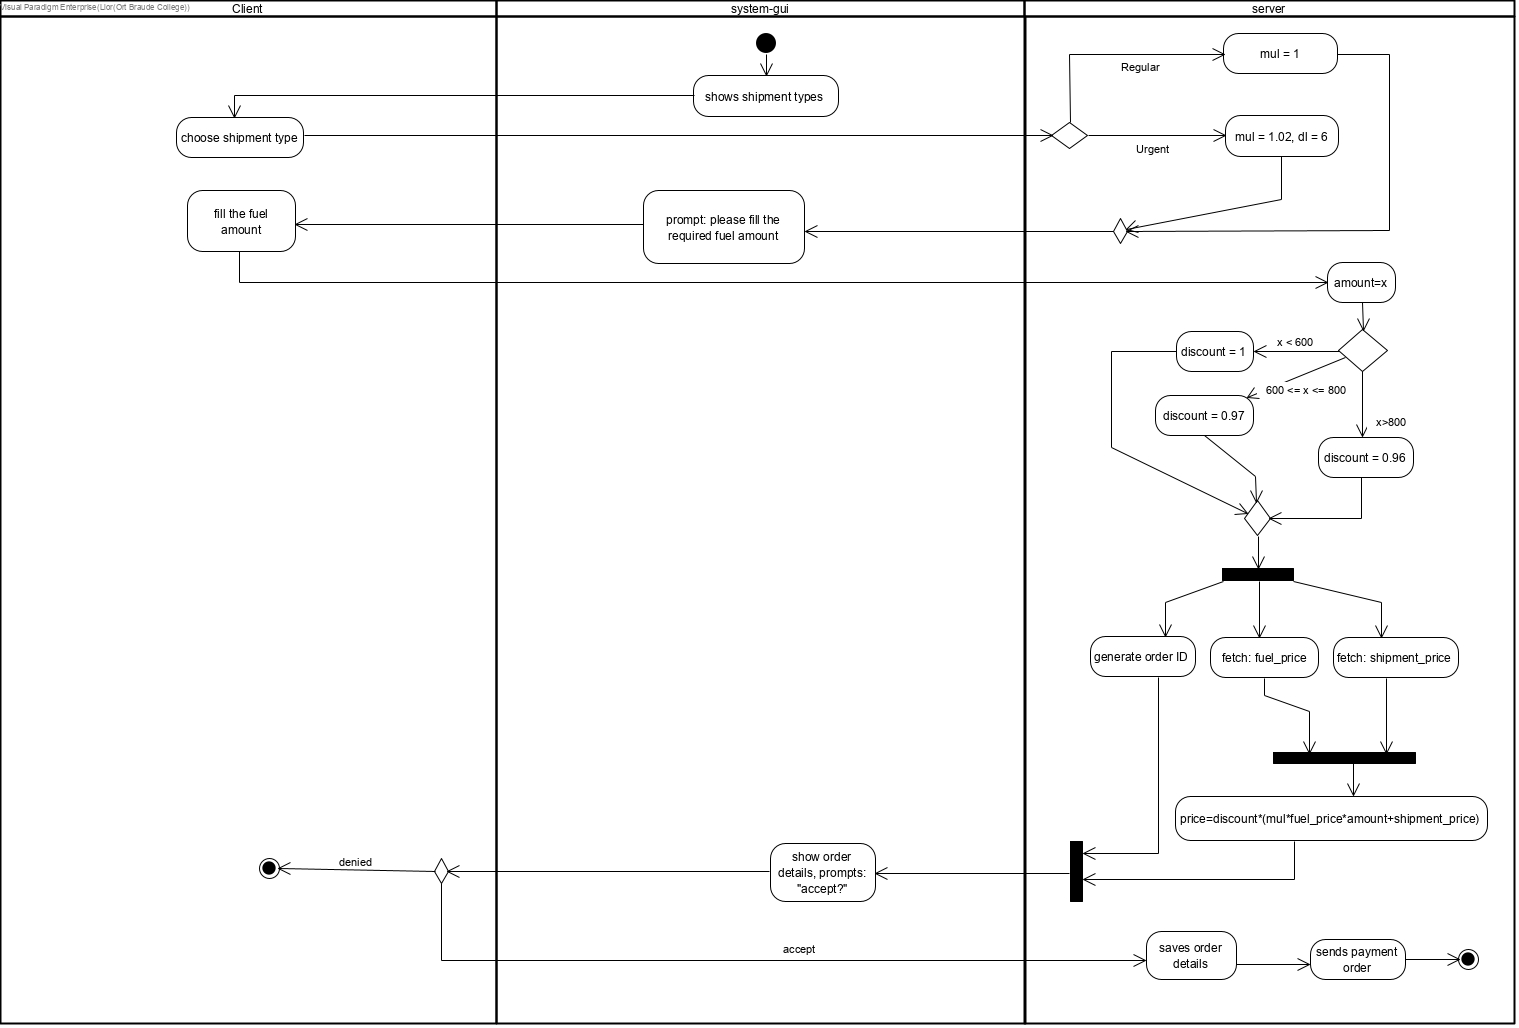 Visual Paradigm Enterprise(Lior(Ort Braude College))
Client
system-gui
server
mul = 1
Regular
shows shipment types
choose shipment type
mul = 1.02, dl = 6
Urgent
fill the fuel
amount
prompt: please fill the
required fuel amount
amount=x
x < 600
discount = 1
600 <= x <= 800
discount = 0.97
x>800
discount = 0.96
generate order ID
fetch: fuel_price
fetch: shipment_price
price=discount*(mul*fuel_price*amount+shipment_price)
show order
details, prompts:
"accept?"
denied
accept
saves order
details
sends payment
order